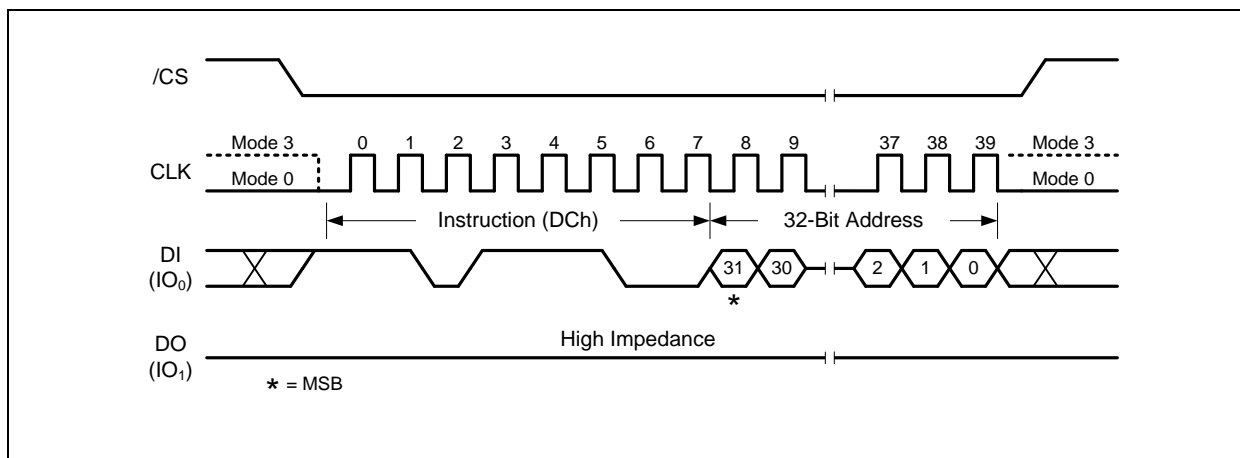 /CS
Mode 3 0 1 2 3 4 5 6 7 8 9 37 38 39 Mode 3
CLK
Mode 0 Mode 0
Instruction (DCh) 32-Bit Address
DI
(IO₀)
31 30 2 1 0
*
High Impedance
DO
(IO₁)
* = MSB